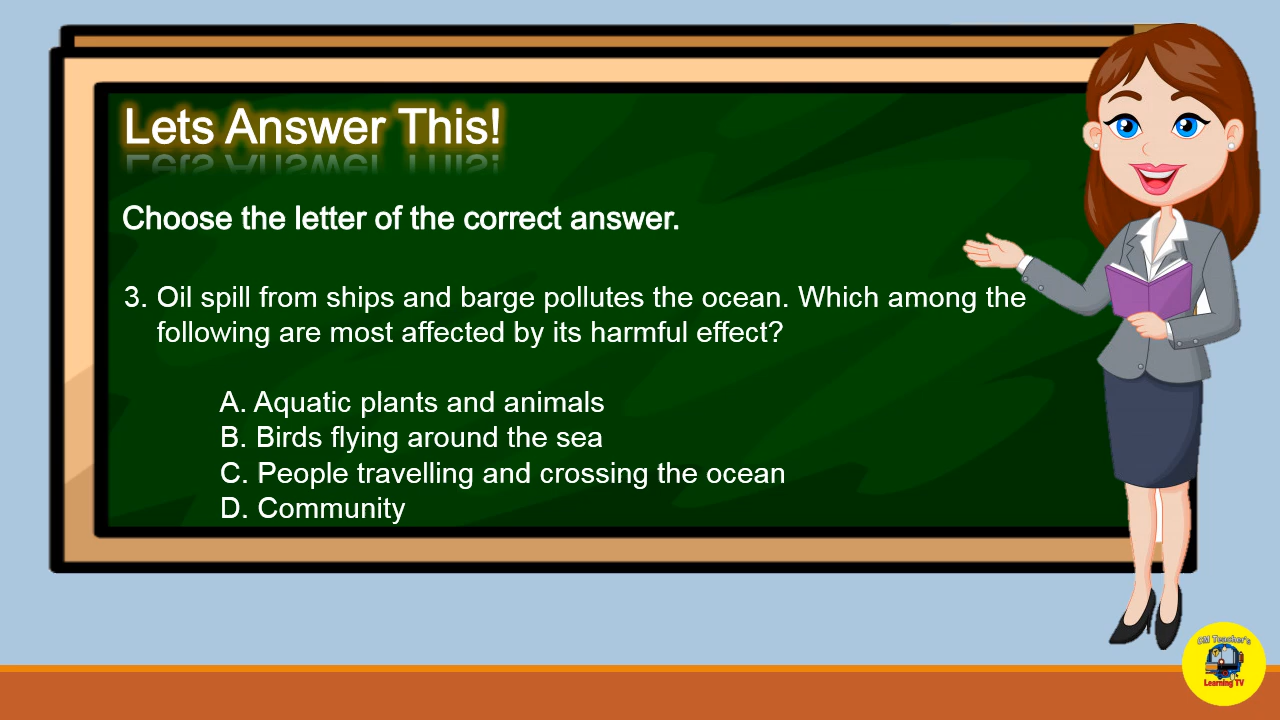 Lets Answer This!
Choose the letter of the correct answer.
3. Oil spill from ships and barge pollutes the ocean. Which among the
following are most affected by its harmful effect?
A. Aquatic plants and animals
B. Birds flying around the sea
C. People travelling and crossing the ocean
D. Community
DM Teacher's
Learning TV